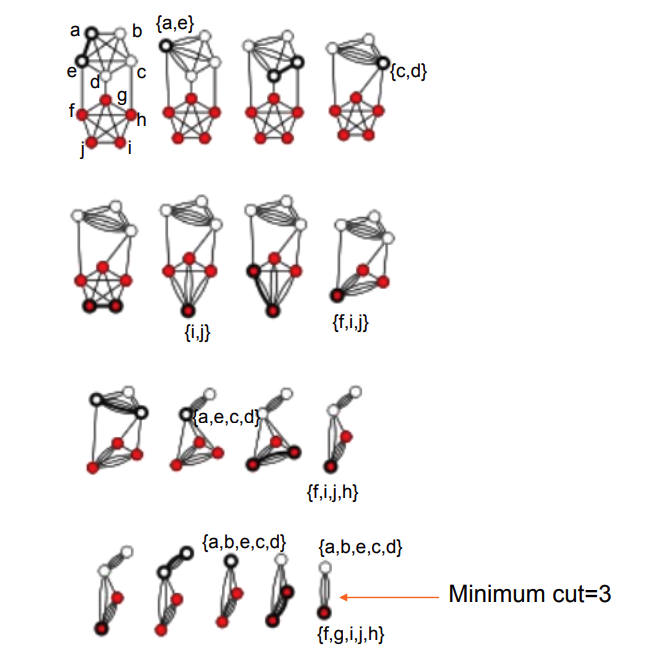 a
b
{a,e}
e
d
c
{c,d}
g
f
h
j
i
{i,j}
{f,i,j}
{a,e,c,d}
{f,i,j,h}
{a,b,e,c,d}
{a,b,e,c,d}
Minimum cut=3
{f,g,i,j,h}